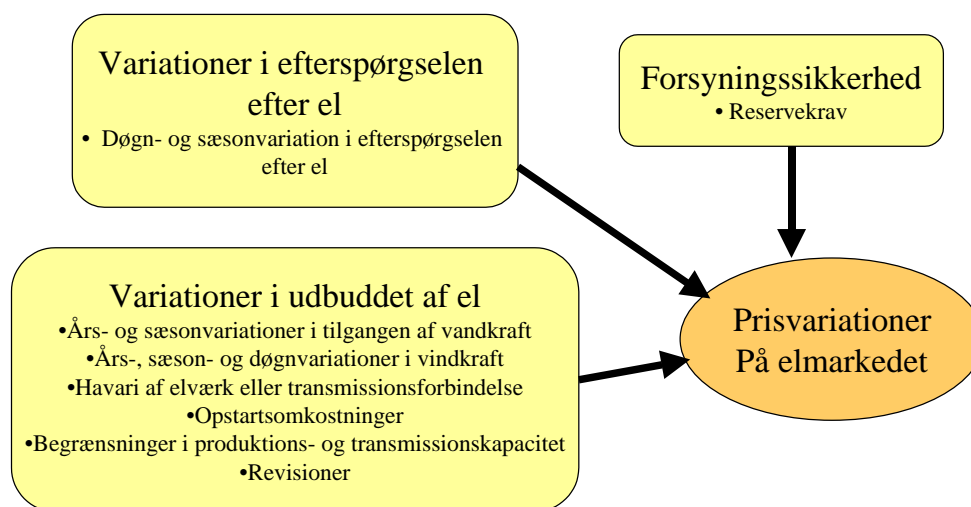 Variationer i efterspørgselen
efter el
• Døgn- og sæsonvariation i efterspørgselen
efter el
Forsyningssikkerhed
• Reservekrav
Variationer i udbuddet af el
•Års- og sæsonvariationer i tilgangen af vandkraft
•Års-, sæson- og døgnvariationer i vindkraft
•Havari af elværk eller transmissionsforbindelse
•Opstartsomkostninger
•Begrænsninger i produktions- og transmissionskapacitet
•Revisioner
Prisvariationer
På elmarkedet